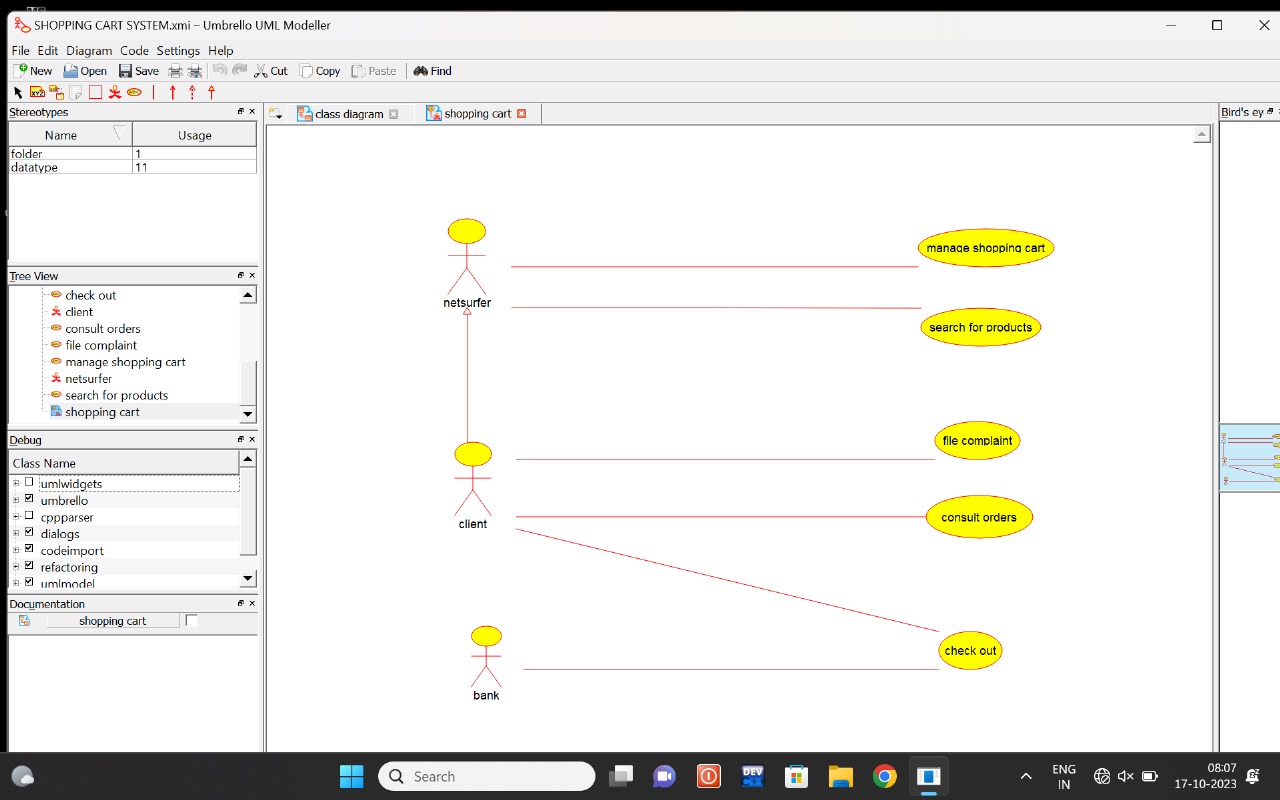 SHOPPING CART SYSTEM.xmi – Umbrello UML Modeller
File Edit Diagram Code Settings Help
New Open Save Cut Copy Paste Find
Stereotypes
Name Usage
folder 1
datatype 11
Tree View
check out
client
consult orders
file complaint
manage shopping cart
netsurfer
search for products
shopping cart
Debug
Class Name
umlwidgets
umbrello
cppparser
dialogs
codeimport
refactoring
umlmodel
Documentation
shopping cart
class diagram
shopping cart
Bird's ey
netsurfer
manage shopping cart
search for products
client
file complaint
consult orders
bank
check out
Search
DEV
ENG
IN
08:07
17-10-2023